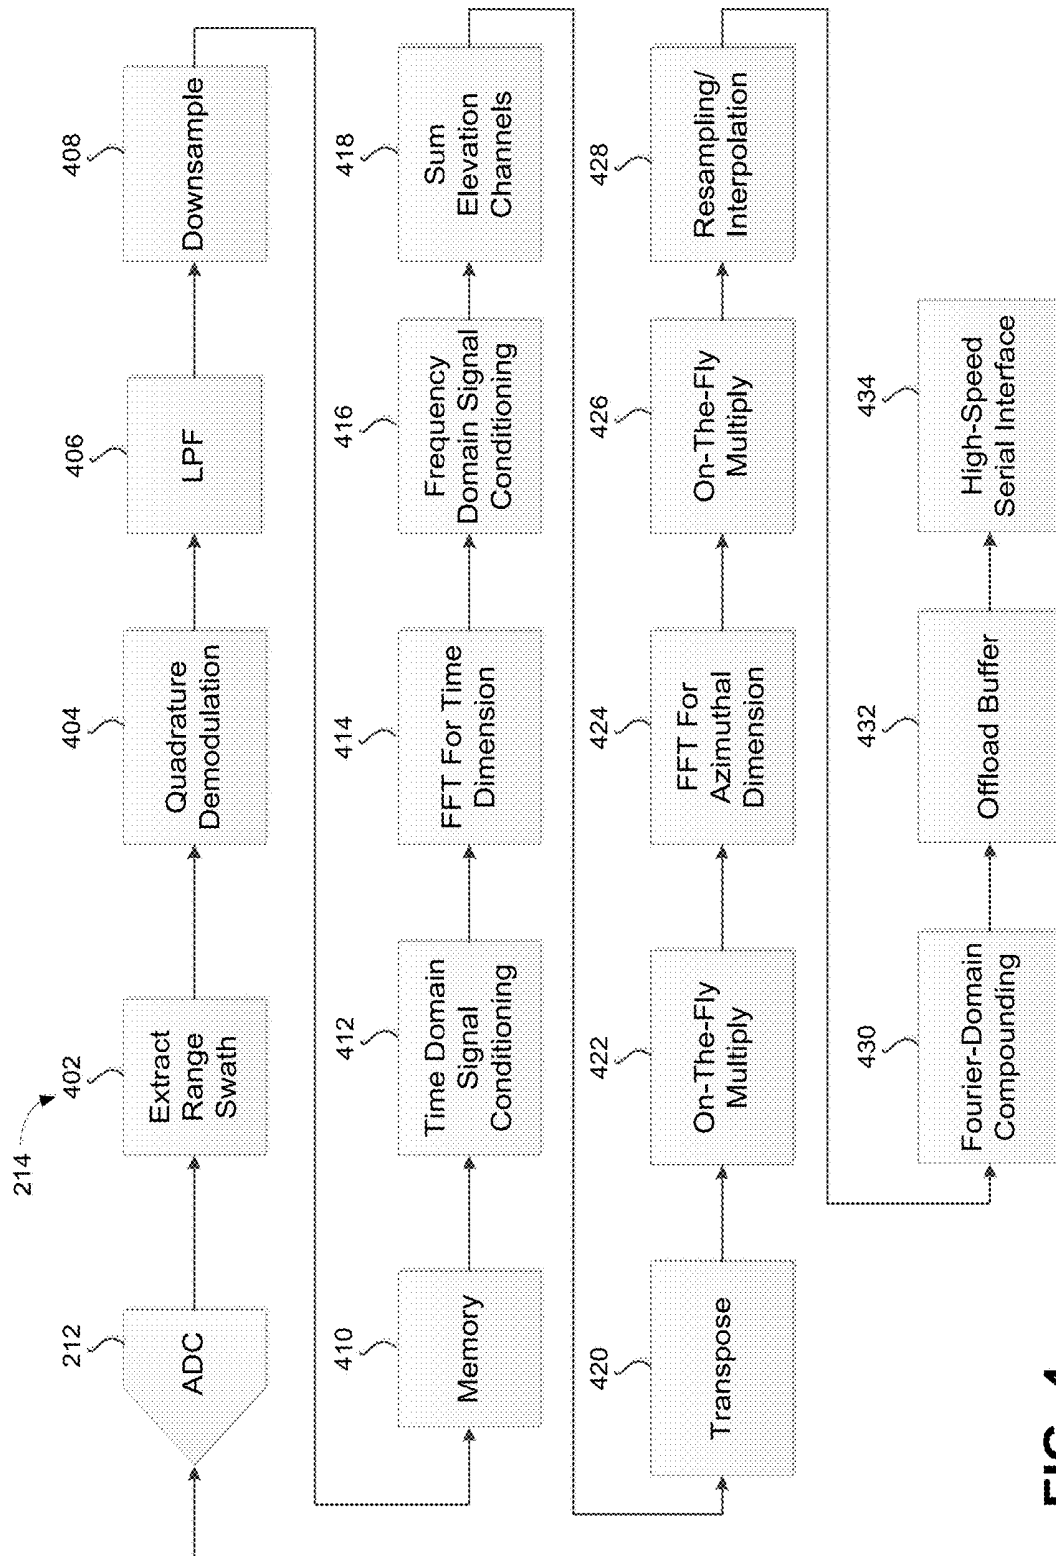 214
212
ADC
402
Extract
Range
Swath
404
Quadrature
Demodulation
406
LPF
408
Downsample
410
Memory
412
Time Domain
Signal
Conditioning
414
FFT For Time
Dimension
416
Frequency
Domain Signal
Conditioning
418
Sum
Elevation
Channels
420
Transpose
422
On-The-Fly
Multiply
424
FFT For
Azimuthal
Dimension
426
On-The-Fly
Multiply
428
Resampling/
Interpolation
430
Fourier-Domain
Compounding
432
Offload Buffer
434
High-Speed
Serial Interface
FIG. 4